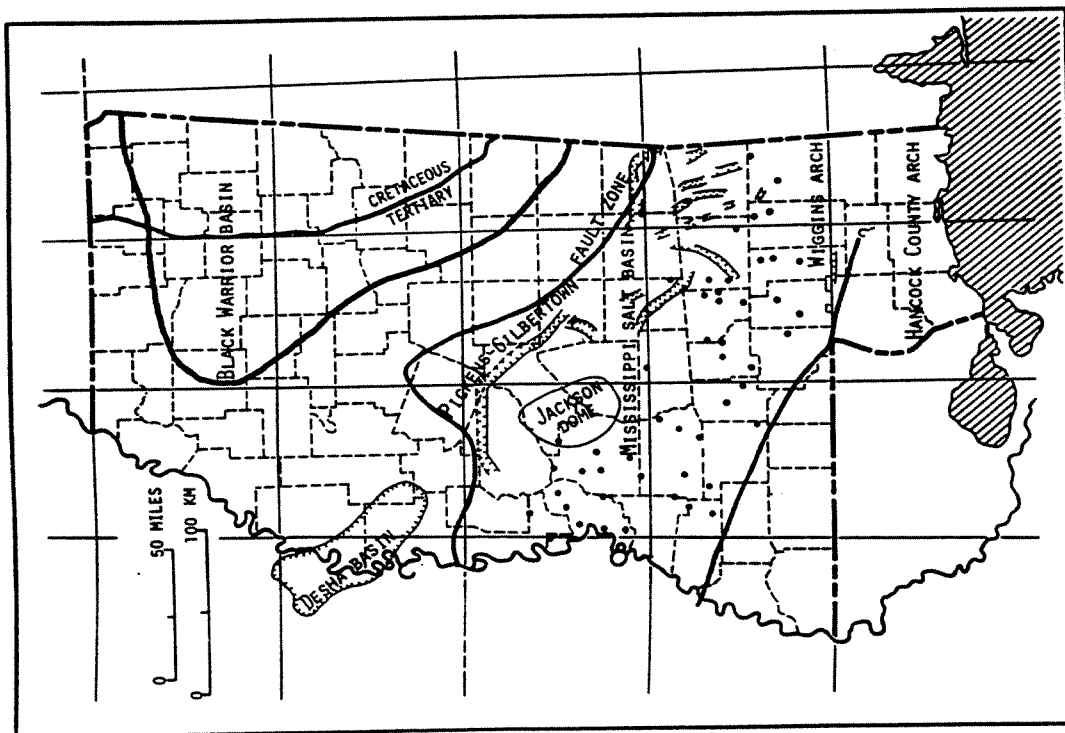 CRETACEOUS
TERTIARY
BLACK WARRIOR BASIN
PICKENS-GILBERTOWN FAULT ZONE
MISSISSIPPI SALT BASIN
JACKSON
DOME
WIGGINS ARCH
HANCOCK COUNTY ARCH
DESHA BASIN
0 50 MILES
0 100 KM